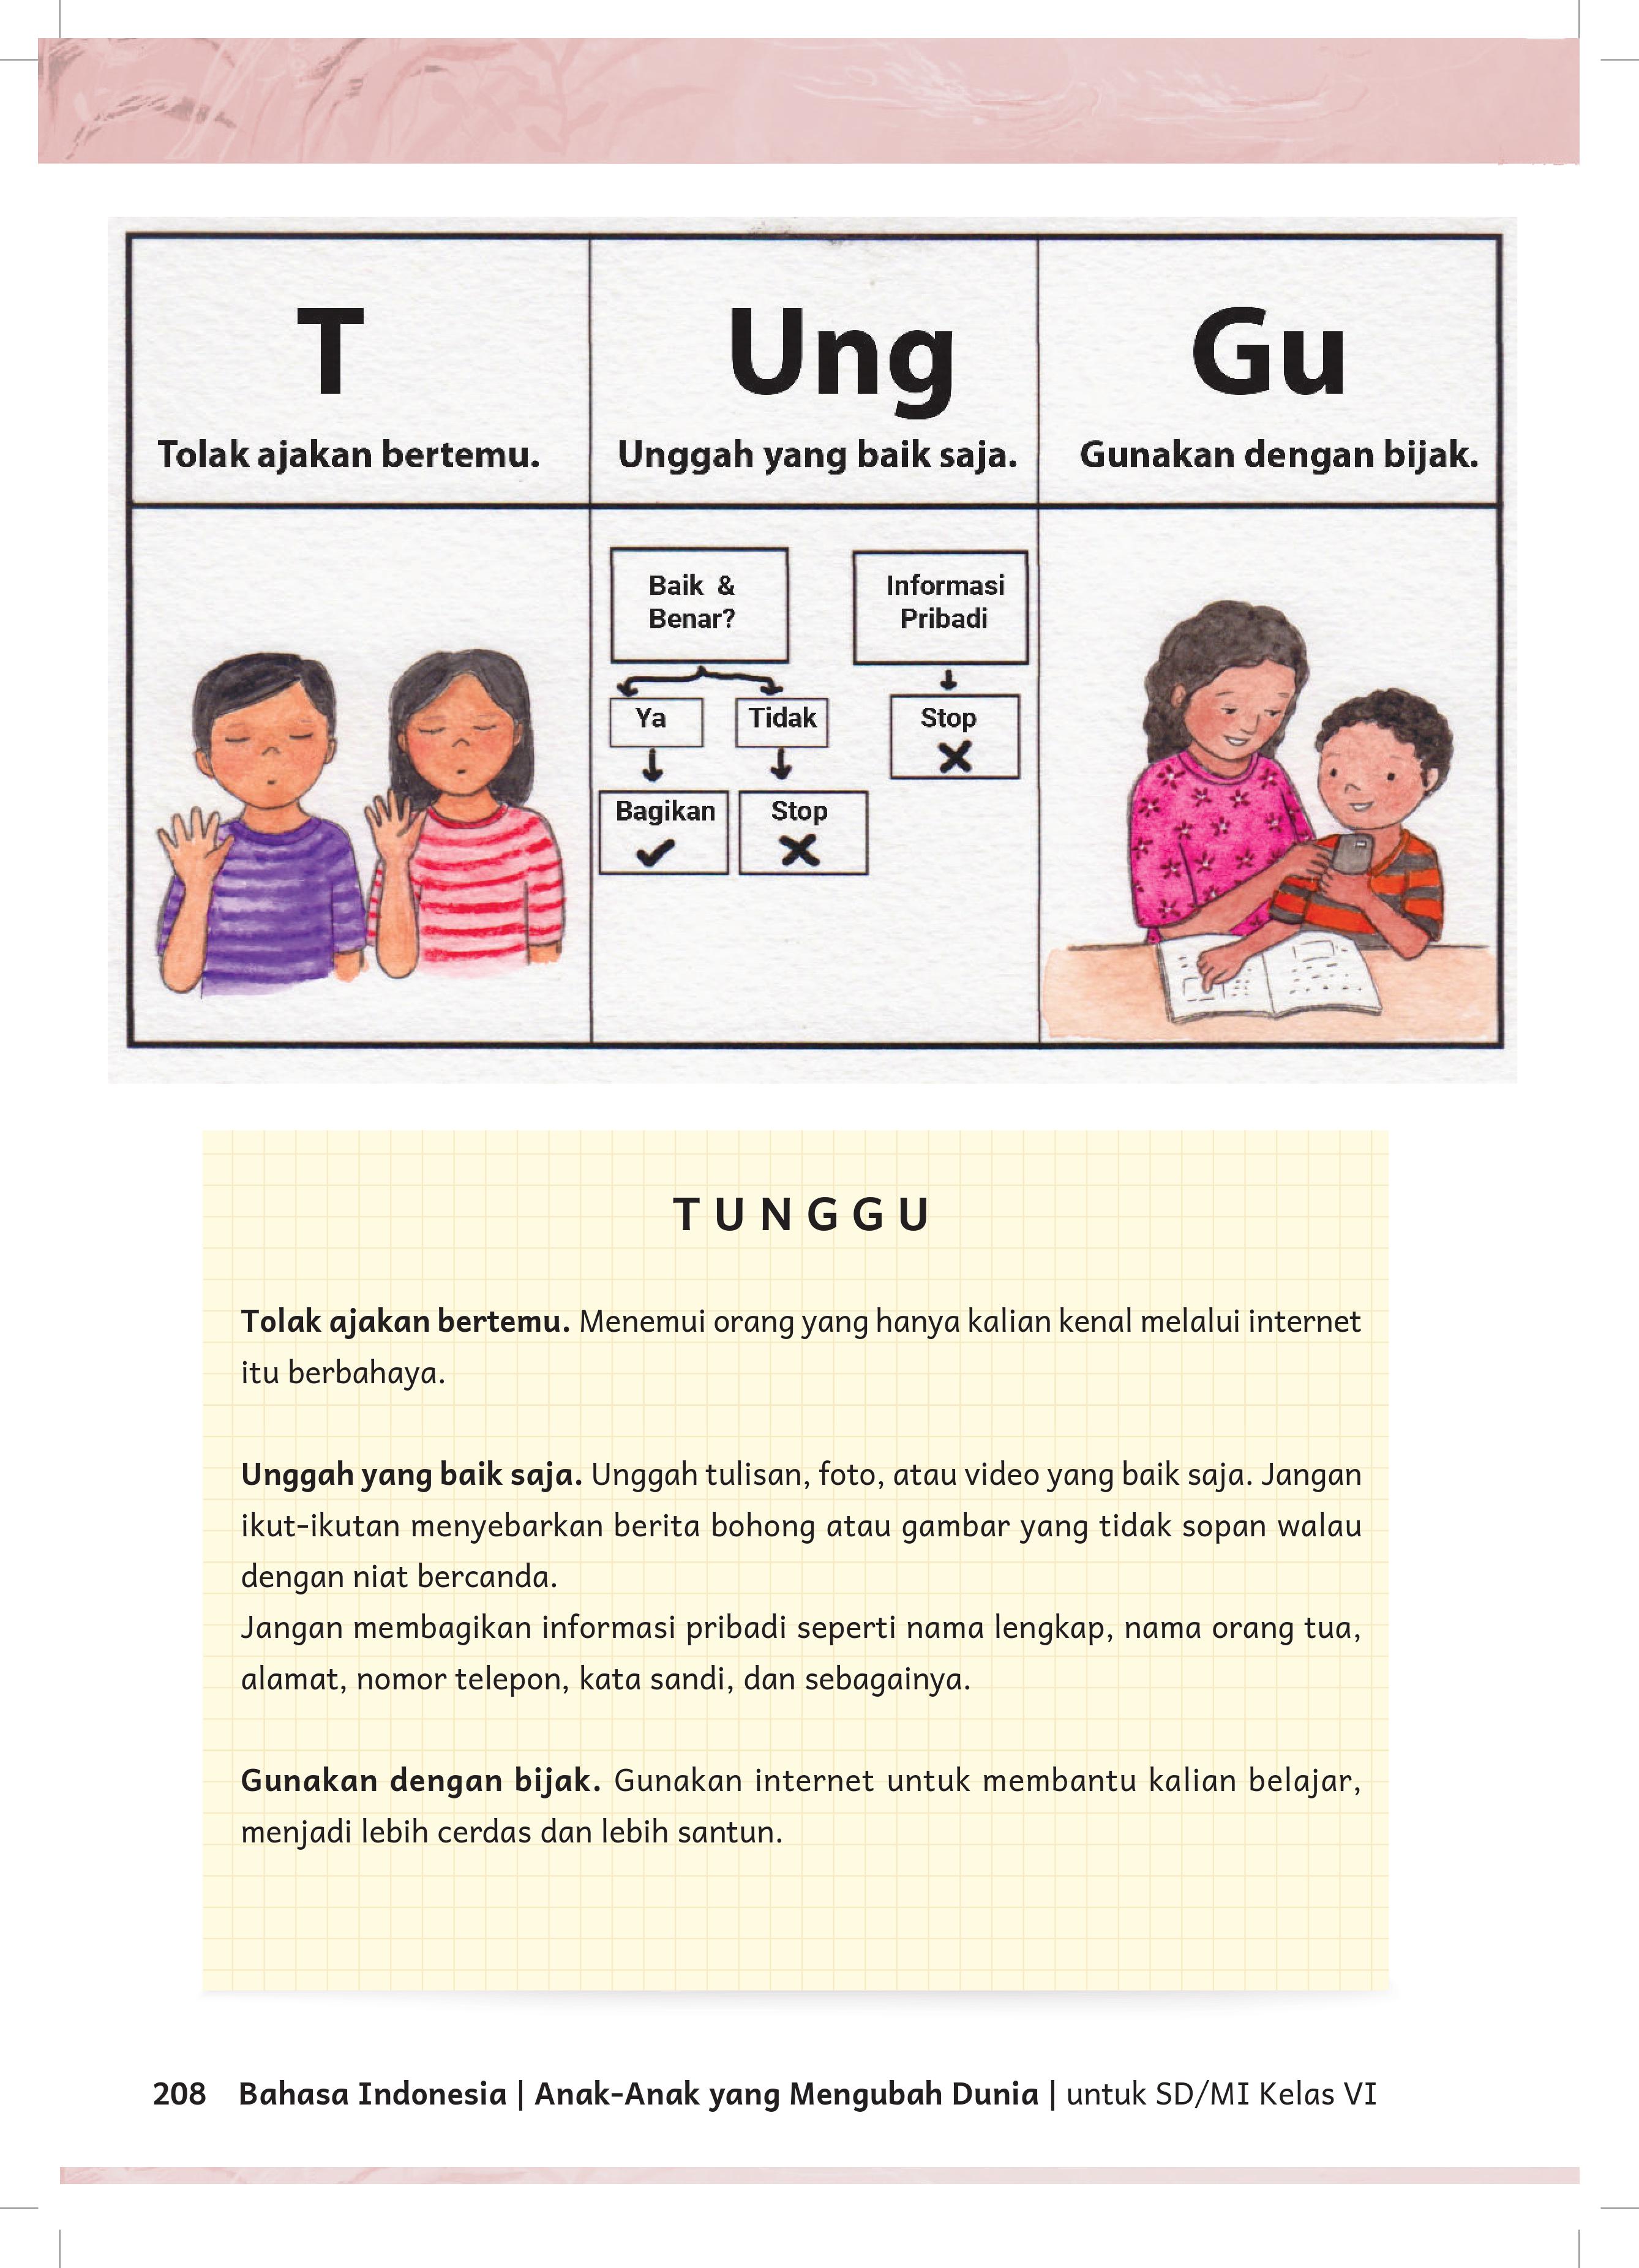 T
Tolak ajakan bertemu.
Ung
Unggah yang baik saja.
Gu
Gunakan dengan bijak.
Baik &
Benar?
Ya
Tidak
Bagikan
Stop
Informasi
Pribadi
Stop
T U N G G U
Tolak ajakan bertemu. Menemui orang yang hanya kalian kenal melalui internet
itu berbahaya.
Unggah yang baik saja. Unggah tulisan, foto, atau video yang baik saja. Jangan
ikut-ikutan menyebarkan berita bohong atau gambar yang tidak sopan walau
dengan niat bercanda.
Jangan membagikan informasi pribadi seperti nama lengkap, nama orang tua,
alamat, nomor telepon, kata sandi, dan sebagainya.
Gunakan dengan bijak. Gunakan internet untuk membantu kalian belajar,
menjadi lebih cerdas dan lebih santun.
208 Bahasa Indonesia | Anak-Anak yang Mengubah Dunia | untuk SD/MI Kelas VI